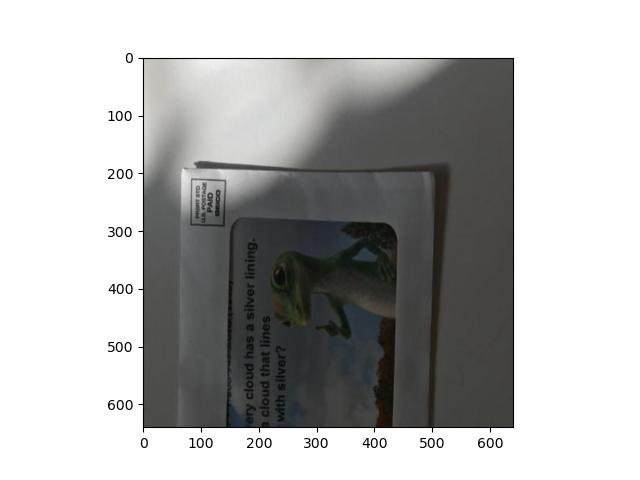 0
100
200
300
400
500
600
0 100 200 300 400 500 600
PRSRT STD
U.S. POSTAGE
PAID
GEICO
ery cloud has a silver lining.
a cloud that lines
with silver?